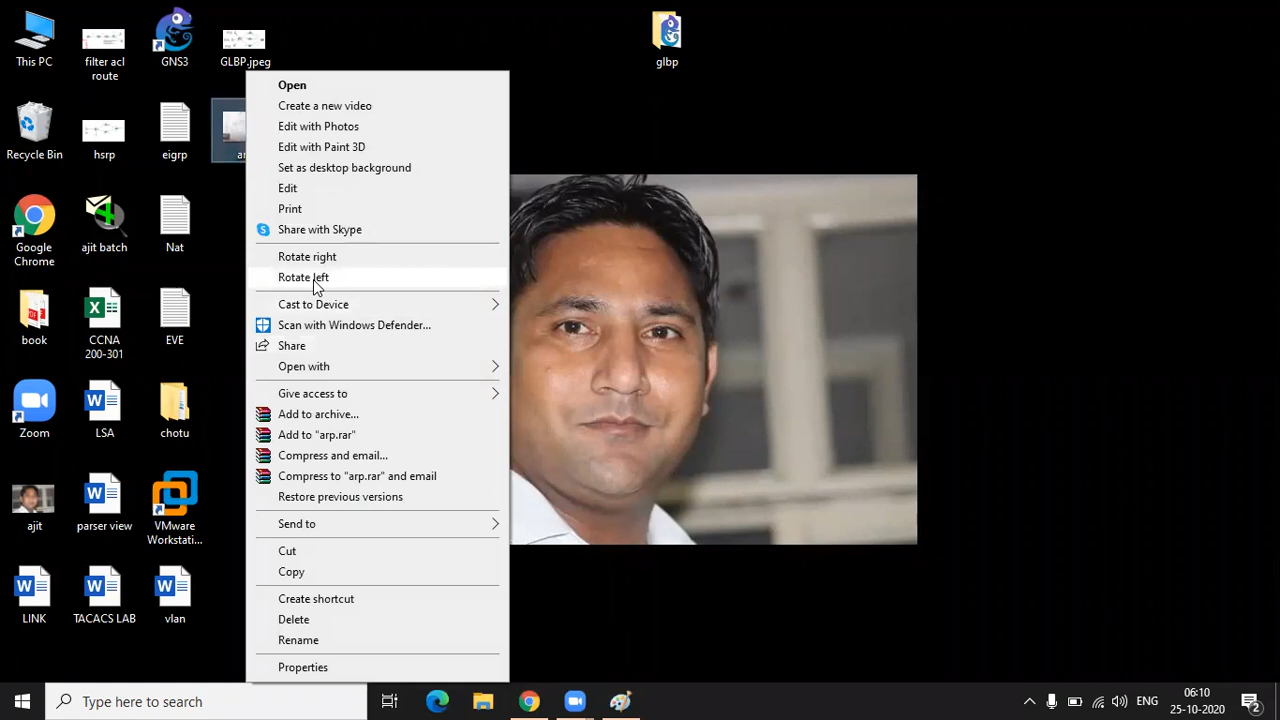 This PC
filter acl
route
GNS3
GLBP.jpeg
glbp
Recycle Bin
hsrp
eigrp
Google
Chrome
ajit batch
Nat
book
CCNA
200-301
EVE
Zoom
LSA
chotu
ajit
parser view
VMware
Workstati...
LINK
TACACS LAB
vlan
Open
Create a new video
Edit with Photos
Edit with Paint 3D
Set as desktop background
Edit
Print
Share with Skype
Rotate right
Rotate left
Cast to Device
Scan with Windows Defender...
Share
Open with
Give access to
Add to archive...
Add to "arp.rar"
Compress and email...
Compress to "arp.rar" and email
Restore previous versions
Send to
Cut
Copy
Create shortcut
Delete
Rename
Properties
Type here to search
ENG
06:10
25-10-2020
2